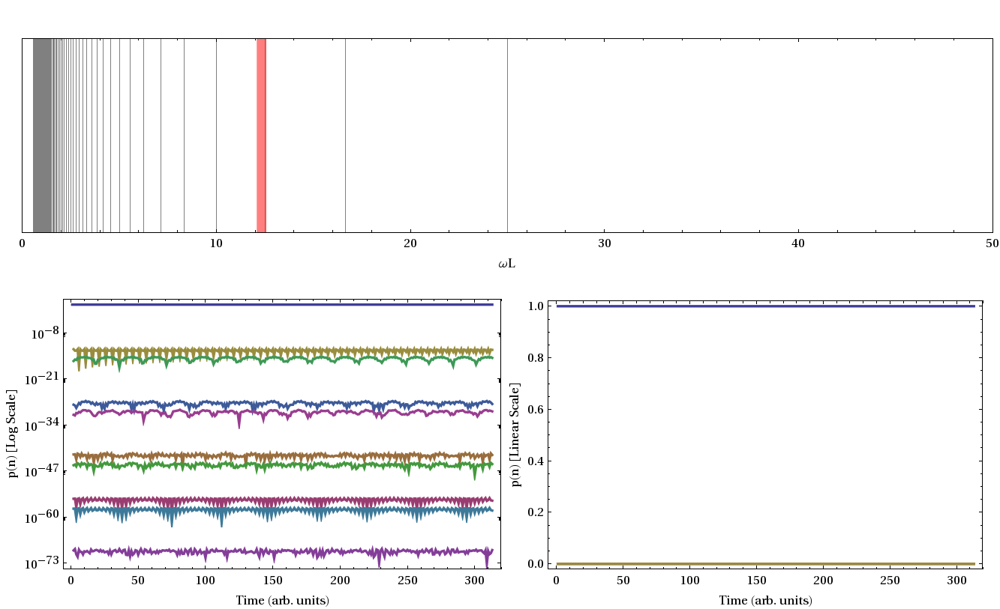 0 10 20 30 40 50
ωL
p(n) [Log Scale]
10−8
10−21
10−34
10−47
10−60
10−73
0 50 100 150 200 250 300
Time (arb. units)
p(n) [Linear Scale]
1.0
0.8
0.6
0.4
0.2
0.0
0 50 100 150 200 250 300
Time (arb. units)